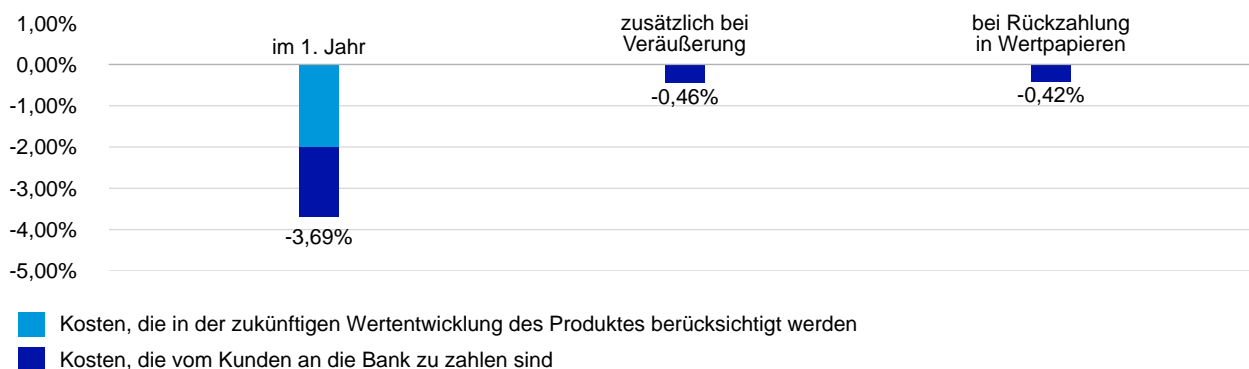 1,00%
im 1. Jahr
zusätzlich bei
Veräußerung
bei Rückzahlung
in Wertpapieren
0,00%
-0,46%
-0,42%
-1,00%
-2,00%
-3,00%
-4,00%
-3,69%
-5,00%
Kosten, die in der zukünftigen Wertentwicklung des Produktes berücksichtigt werden
Kosten, die vom Kunden an die Bank zu zahlen sind